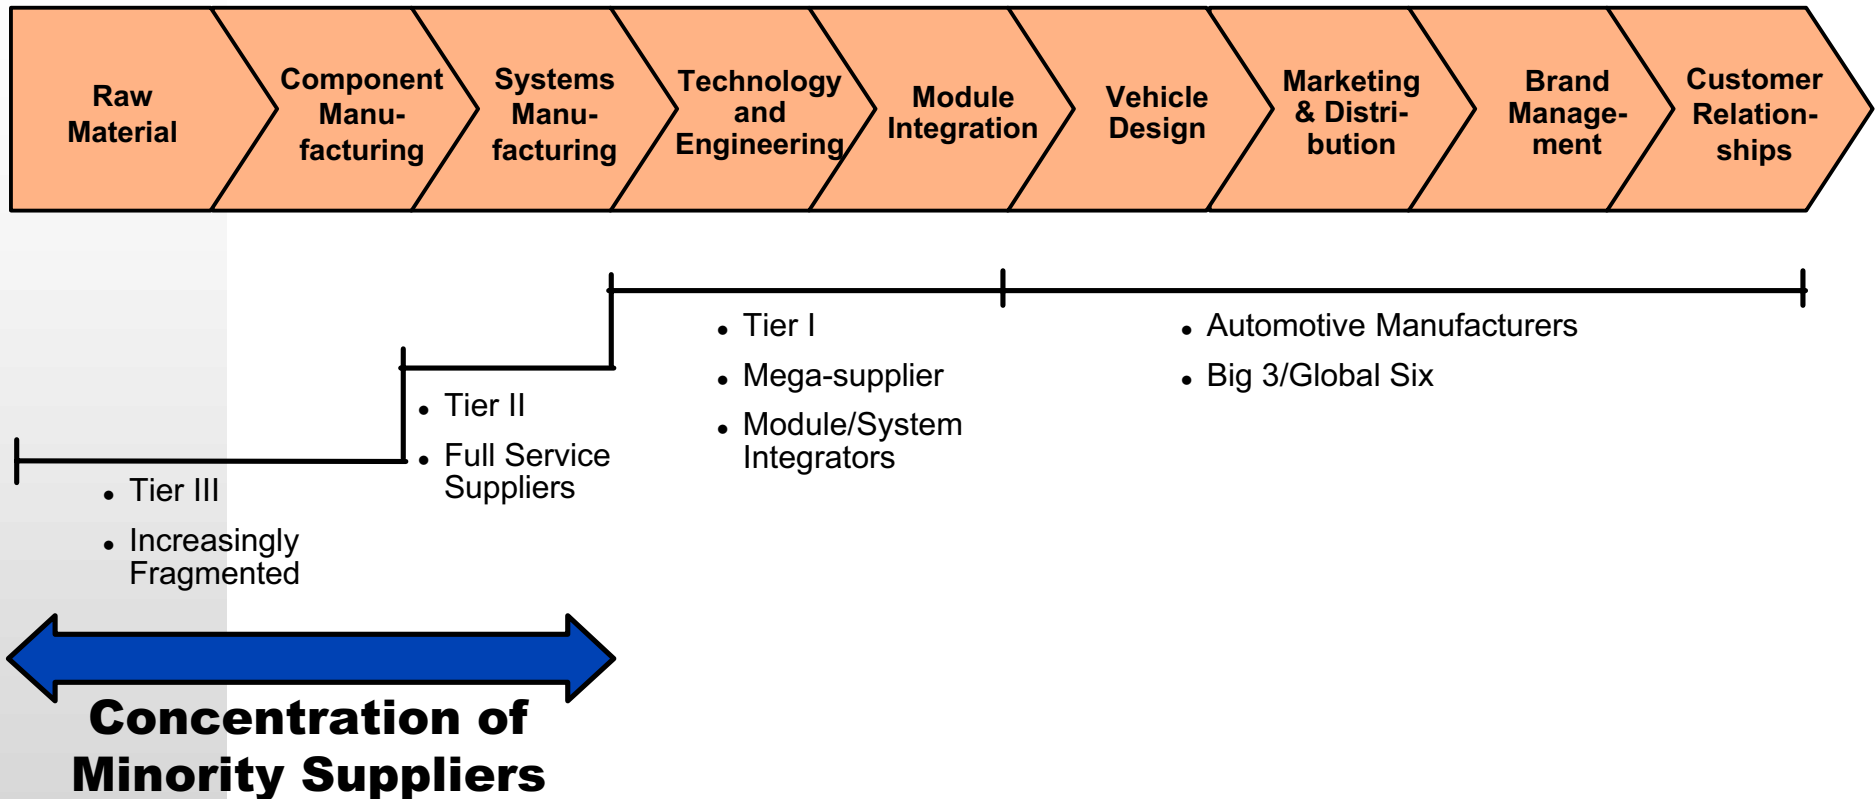 Raw
Material
Component
Manu-
facturing
Systems
Manu-
facturing
Technology
and
Engineering
Module
Integration
Vehicle
Design
Marketing
& Distri-
bution
Brand
Manage-
ment
Customer
Relation-
ships
• Tier III
• Increasingly
Fragmented
• Tier II
• Full Service
Suppliers
• Tier I
• Mega-supplier
• Module/System
Integrators
• Automotive Manufacturers
• Big 3/Global Six
Concentration of
Minority Suppliers